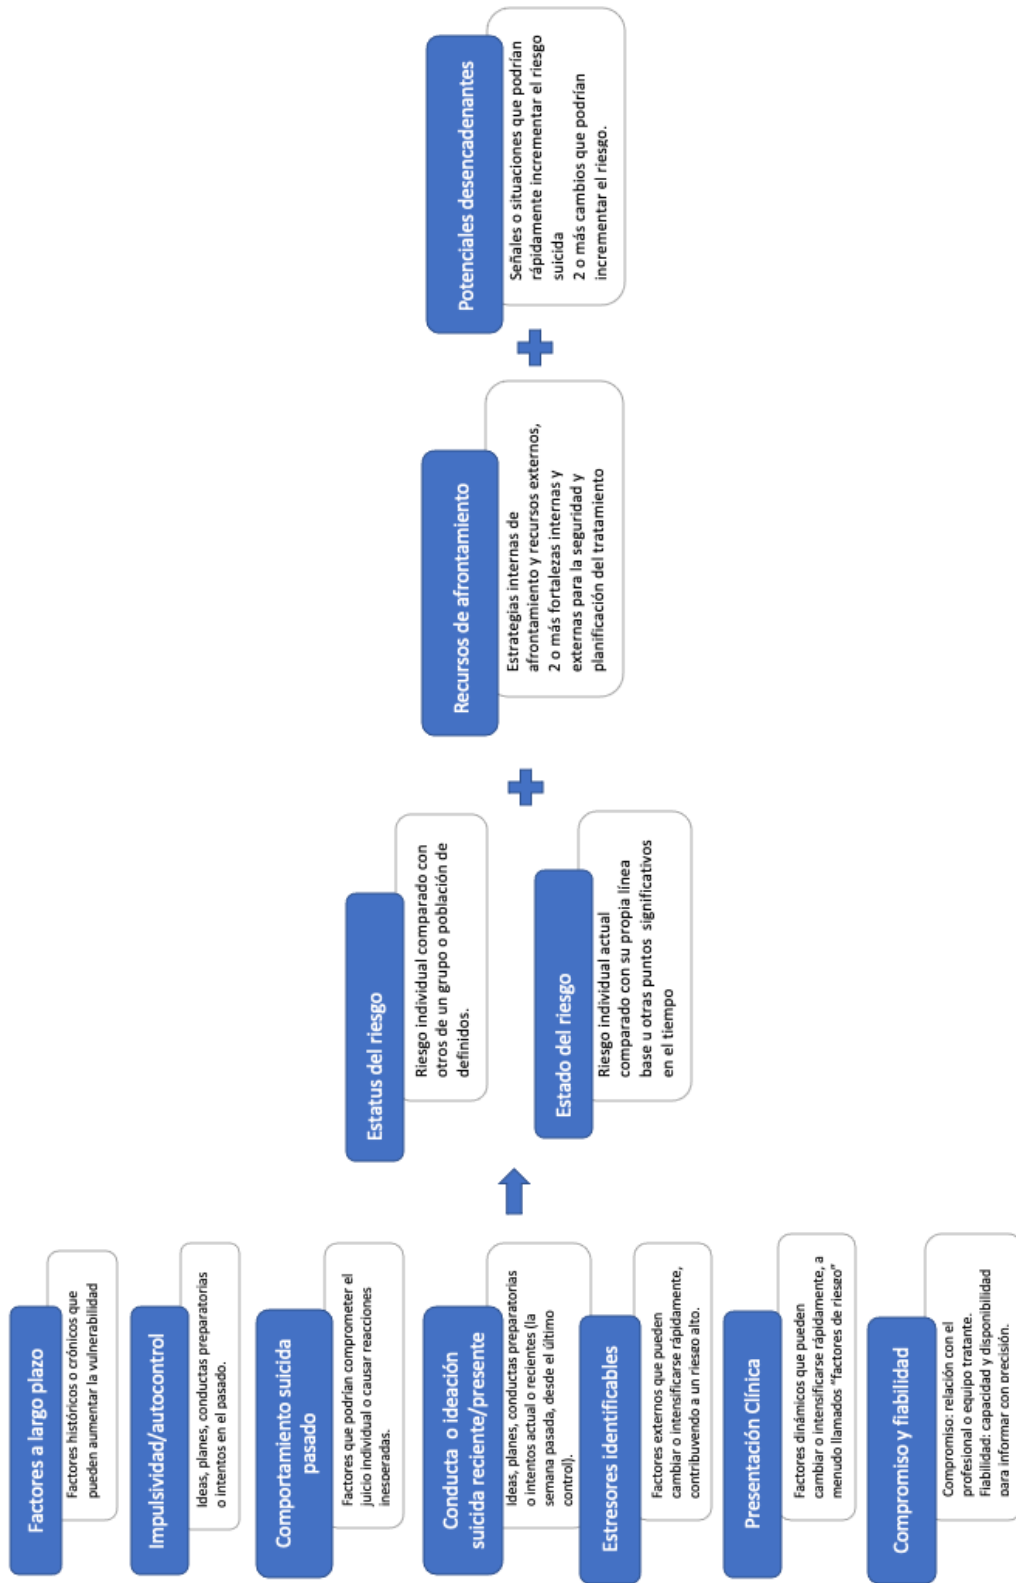 Factores a largo plazo
Factores históricos o crónicos que
pueden aumentar la vulnerabilidad
Impulsividad/autocontrol
Ideas, planes, conductas preparatorias
o intentos en el pasado.
Comportamiento suicida
pasado
Factores que podrían comprometer el
juicio individual o causar reacciones
inesperadas.
Conducta o ideación
suicida reciente/presente
Ideas, planes, conductas preparatorias
o intentos actual o recientes (la
semana pasada, desde el último
control).
Estresores identificables
Factores externos que pueden
cambiar o intensificarse rápidamente,
contribuyendo a un riesgo alto.
Presentación Clínica
Factores dinámicos que pueden
cambiar o intensificarse rápidamente, a
menudo llamados “factores de riesgo”
Compromiso y fiabilidad
Compromiso: relación con el
profesional o equipo tratante.
Fiabilidad: capacidad y disponibilidad
para informar con precisión.
Estatus del riesgo
Riesgo individual comparado con
otros de un grupo o población de
definidos.
Estado del riesgo
Riesgo individual actual
comparado con su propia línea
base u otras puntos significativos
en el tiempo
Recursos de afrontamiento
Estrategias internas de
afrontamiento y recursos externos,
2 o más fortalezas internas y
externas para la seguridad y
planificación del tratamiento
Potenciales desencadenantes
Señales o situaciones que podrían
rápidamente incrementar el riesgo
suicida
2 o más cambios que podrían
incrementar el riesgo.